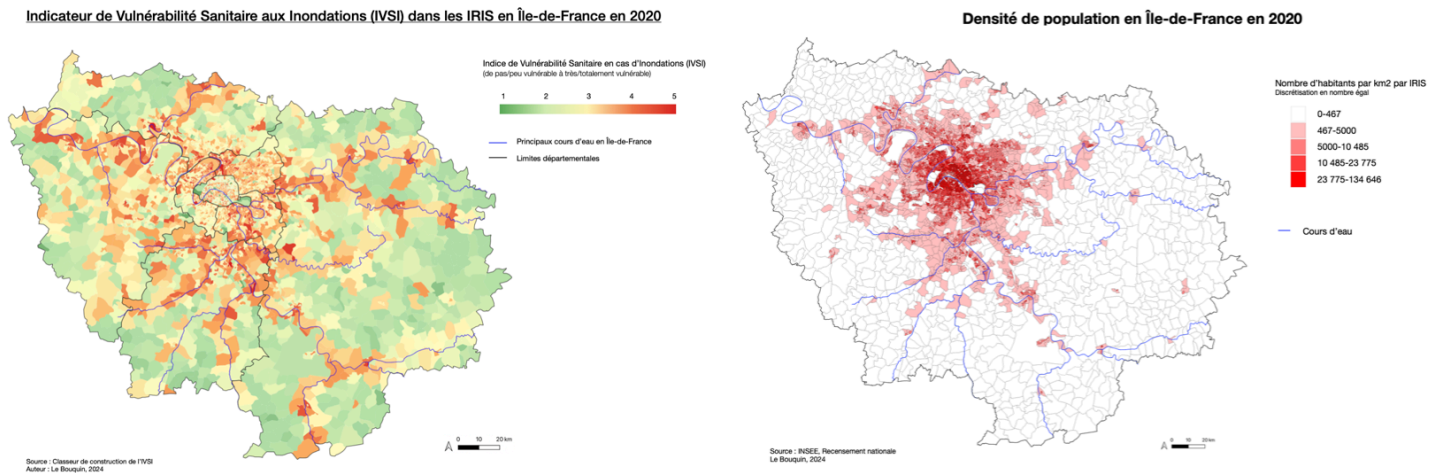 Indicateur de Vulnérabilité Sanitaire aux Inondations (IVSI) dans les IRIS en Île-de-France en 2020
Indice de Vulnérabilité Sanitaire en cas d'Inondations (IVSI)
(de pas/peu vulnérable à très/totalement vulnérable)
1 2 3 4 5
Principaux cours d'eau en Île-de-France
Limites départementales
A 0 10 20 km
Source : Classeur de construction de l'IVSI
Auteur : Le Bouquin, 2024
Densité de population en Île-de-France en 2020
Nombre d'habitants par km2 par IRIS
Discrétisation en nombre égal
0-467
467-5000
5000-10 485
10 485-23 775
23 775-134 646
Cours d'eau
A 0 10 20 km
Source : INSEE, Recensement nationale
Le Bouquin, 2024